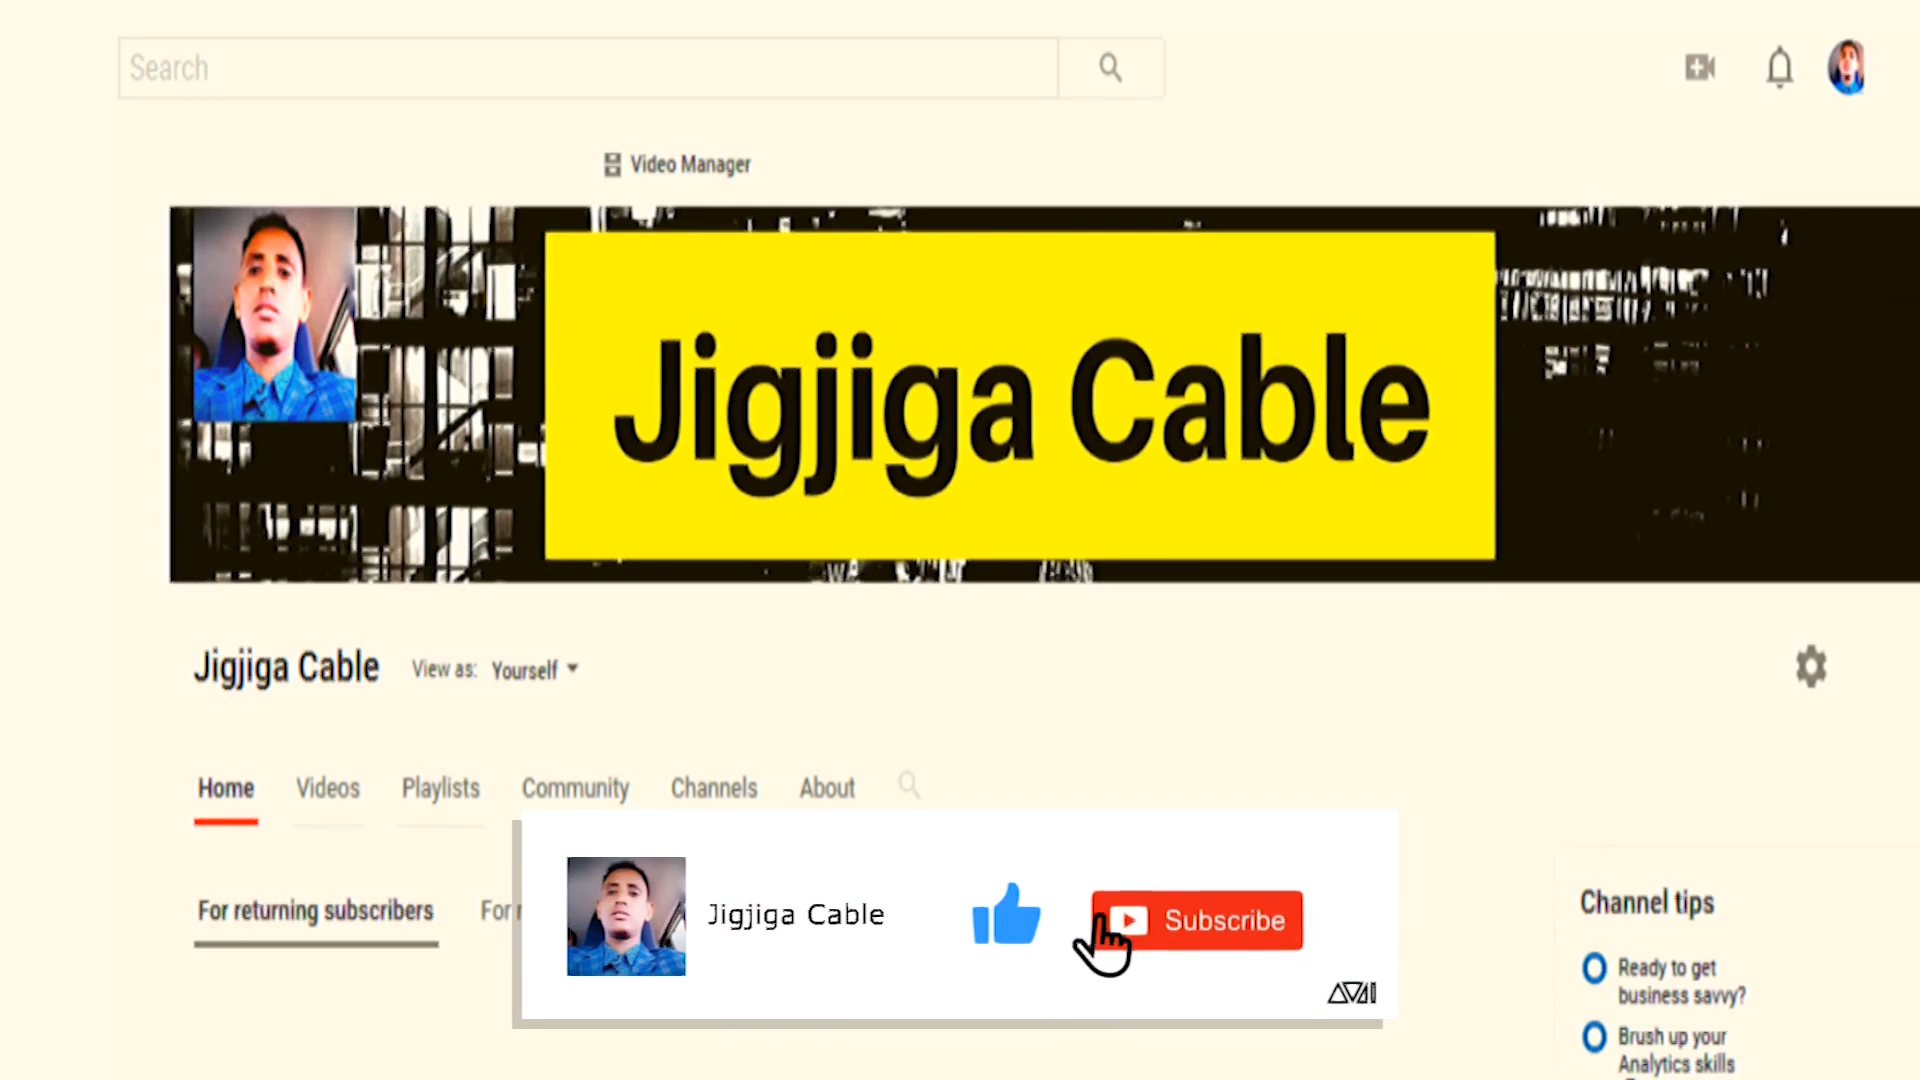 Search
Video Manager
Jigjiga Cable
Jigjiga Cable View as: Yourself
Home Videos Playlists Community Channels About
For returning subscribers For
Jigjiga Cable
Subscribe
Channel tips
Ready to get
business savvy?
Brush up your
Analytics skills